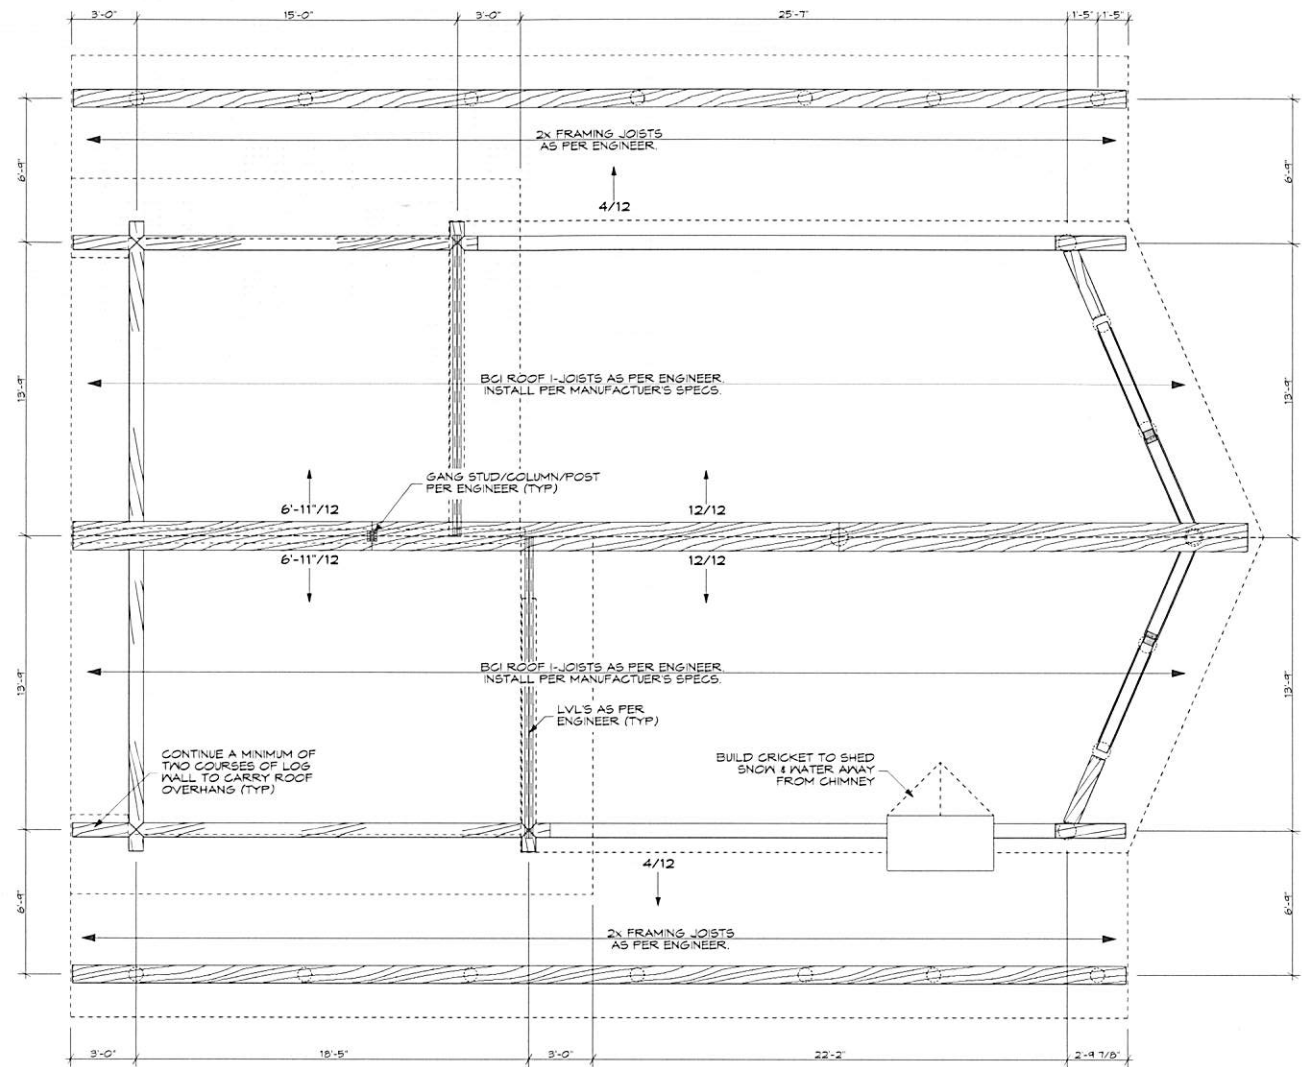 3'-0" 15'-0" 3'-0" 25'-7" 1'-5" 1'-5"
2x FRAMING JOISTS
AS PER ENGINEER.
6'-9" 6'-9"
4/12
13'-9" 13'-9"
BCI ROOF I-JOISTS AS PER ENGINEER.
INSTALL PER MANUFACTUER'S SPECS.
GANG STUD/COLUMN/POST
PER ENGINEER (TYP)
6'-11"/12 12/12
6'-11"/12 12/12
BCI ROOF I-JOISTS AS PER ENGINEER.
INSTALL PER MANUFACTUER'S SPECS.
13'-9" 13'-9"
LVL'S AS PER
ENGINEER (TYP)
CONTINUE A MINIMUM OF
TWO COURSES OF LOG
WALL TO CARRY ROOF
OVERHANG (TYP)
BUILD CRICKET TO SHED
SNOW & WATER AWAY
FROM CHIMNEY
4/12
6'-9" 6'-9"
2x FRAMING JOISTS
AS PER ENGINEER.
3'-0" 18'-5" 3'-0" 22'-2" 2'-9 7/8"